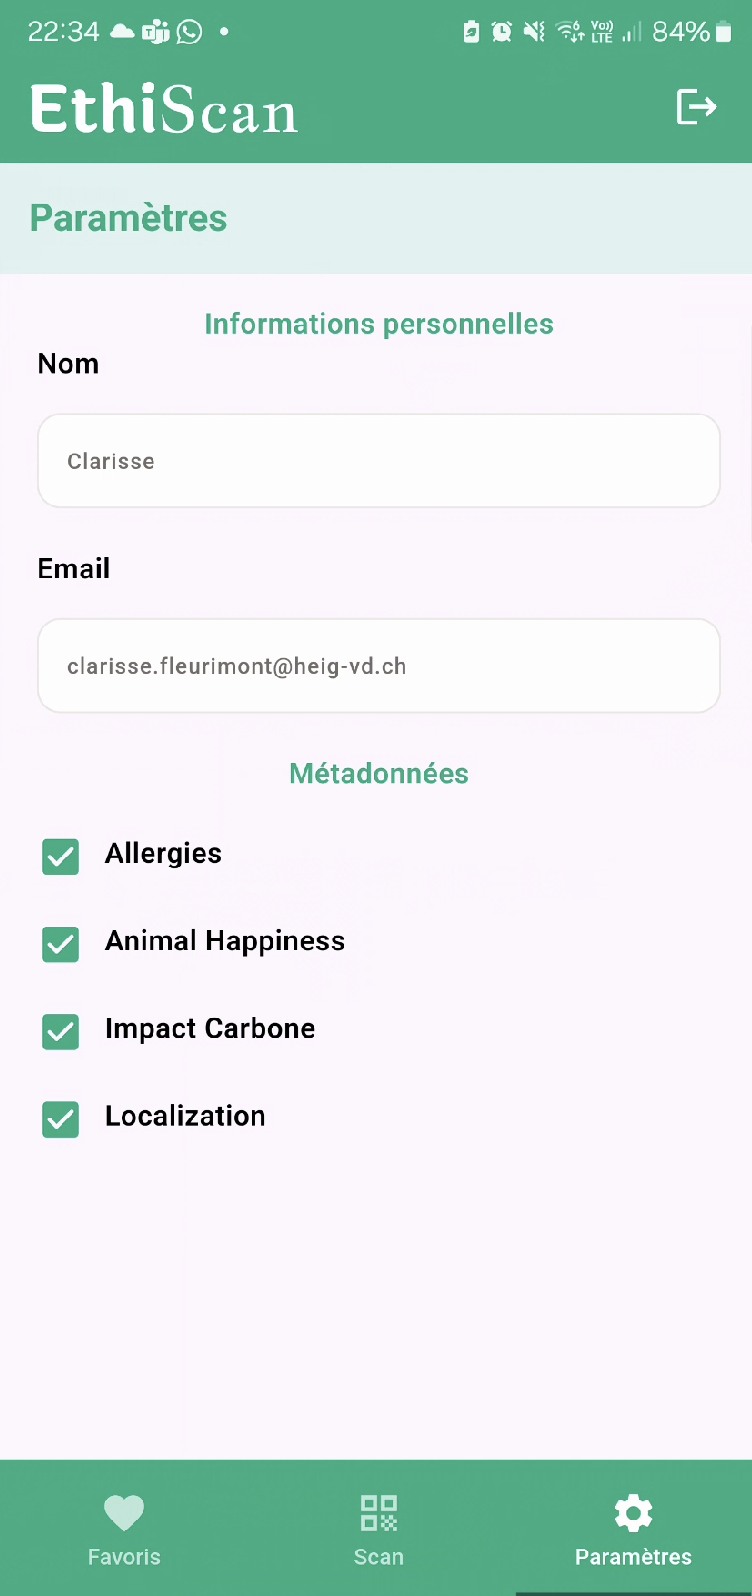 22:34 84%
EthiScan
Paramètres
Informations personnelles
Nom
Clarisse
Email
clarisse.fleurimont@heig-vd.ch
Métadonnées
Allergies
Animal Happiness
Impact Carbone
Localization
Favoris Scan Paramètres